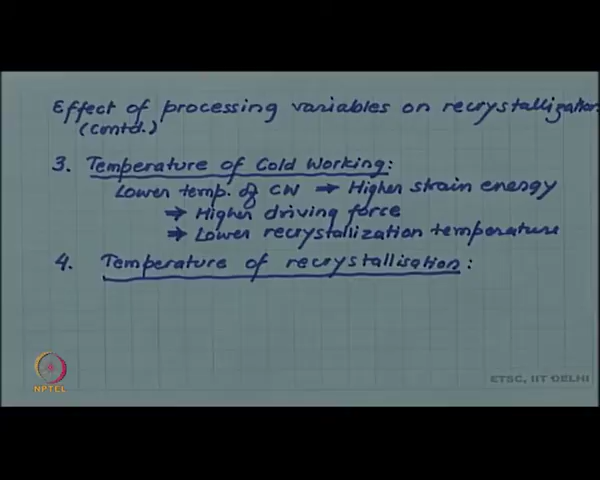 Effect of processing variables on recrystallization
(Contd.)
3. Temperature of Cold Working:
Lower temp. of CW ⇒ Higher strain energy
⇒ Higher driving force
⇒ Lower recrystallization temperature
4. Temperature of recrystallisation:
NPTEL
ETSC, IIT DELHI